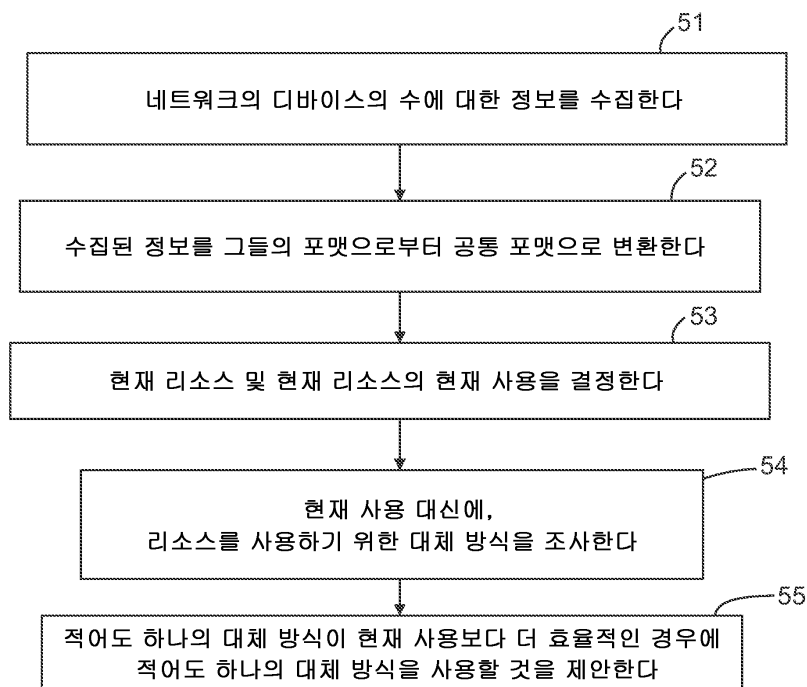 51
네트워크의 디바이스의 수에 대한 정보를 수집한다
52
수집된 정보를 그들의 포맷으로부터 공통 포맷으로 변환한다
53
현재 리소스 및 현재 리소스의 현재 사용을 결정한다
54
현재 사용 대신에,
리소스를 사용하기 위한 대체 방식을 조사한다
55
적어도 하나의 대체 방식이 현재 사용보다 더 효율적인 경우에
적어도 하나의 대체 방식을 사용할 것을 제안한다